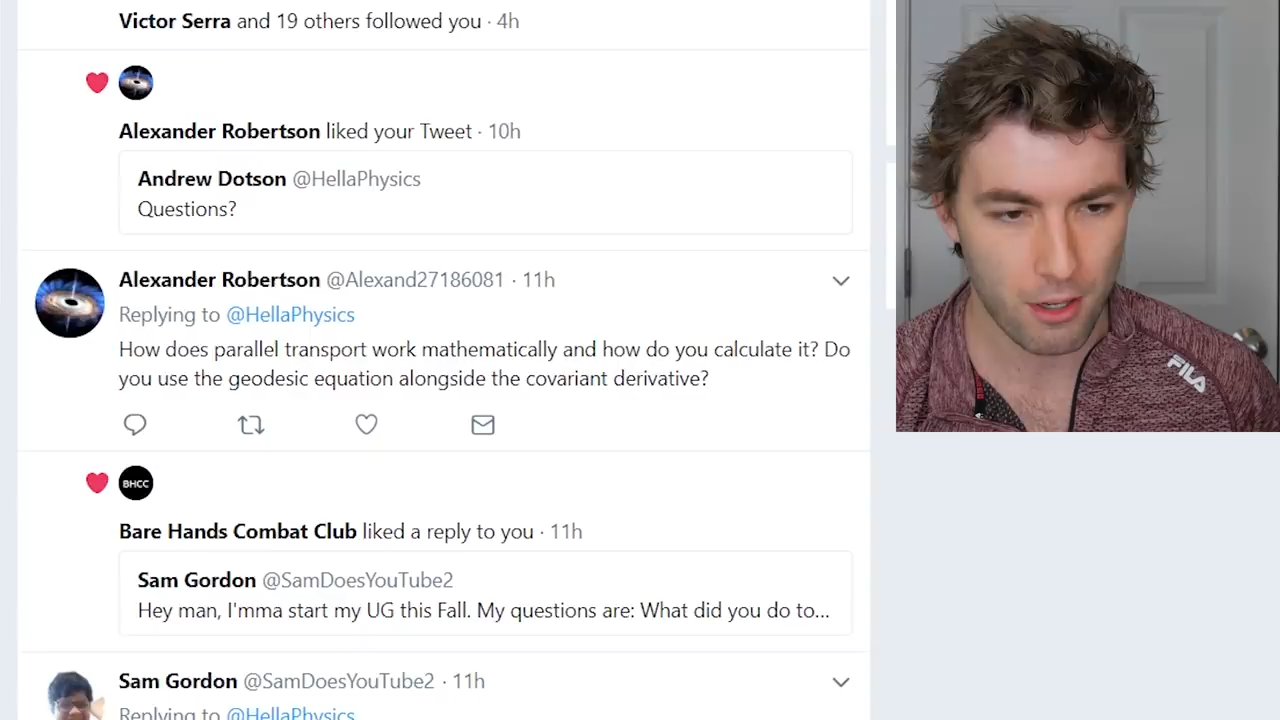 Victor Serra and 19 others followed you · 4h
Alexander Robertson liked your Tweet · 10h
Andrew Dotson @HellaPhysics
Questions?
Alexander Robertson @Alexand27186081 · 11h
Replying to @HellaPhysics
How does parallel transport work mathematically and how do you calculate it? Do
you use the geodesic equation alongside the covariant derivative?
BHCC
Bare Hands Combat Club liked a reply to you · 11h
Sam Gordon @SamDoesYouTube2
Hey man, I'mma start my UG this Fall. My questions are: What did you do to...
Sam Gordon @SamDoesYouTube2 · 11h
Replying to @HellaPhysics
FILA